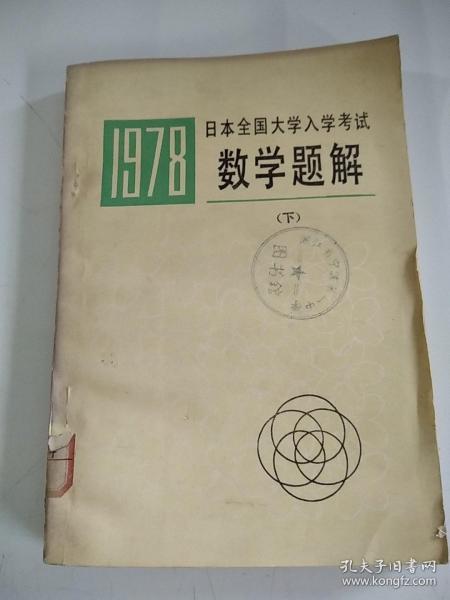 1978
日本全国大学入学考试
数学题解
（下）
图书馆
孔夫子旧书网
www.kongfz.com